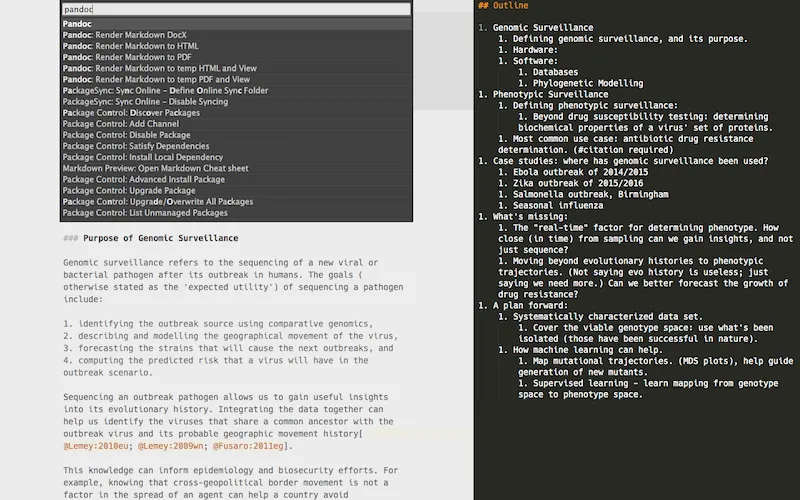 pandoc
Pandoc
Pandoc: Render Markdown DocX
Pandoc: Render Markdown to HTML
Pandoc: Render Markdown to PDF
Pandoc: Render Markdown to temp HTML and View
Pandoc: Render Markdown to temp PDF and View
PackageSync: Sync Online – Define Online Sync Folder
PackageSync: Sync Online – Disable Syncing
Package Control: Discover Packages
Package Control: Add Channel
Package Control: Disable Package
Package Control: Satisfy Dependencies
Package Control: Install Local Dependency
Markdown Preview: Open Markdown Cheat sheet
Package Control: Advanced Install Package
Package Control: Upgrade Package
Package Control: Upgrade/Overwrite All Packages
Package Control: List Unmanaged Packages
### Purpose of Genomic Surveillance
Genomic surveillance refers to the sequencing of a new viral or
bacterial pathogen after its outbreak in humans. The goals (
otherwise stated as the 'expected utility') of sequencing a pathogen
include:
1. identifying the outbreak source using comparative genomics,
2. describing and modelling the geographical movement of the virus,
3. forecasting the strains that will cause the next outbreaks, and
4. computing the predicted risk that a virus will have in the
outbreak scenario.
Sequencing an outbreak pathogen allows us to gain useful insights
into its evolutionary history. Integrating the data together can
help us identify the viruses that share a common ancestor with the
outbreak virus and its probable geographic movement history[
@Lemey:2010eu; @Lemey:2009wn; @Fusaro:2011eg].
This knowledge can inform epidemiology and biosecurity efforts. For
example, knowing that cross-geopolitical border movement is not a
factor in the spread of an agent can help a country avoid
## Outline
1. Genomic Surveillance
1. Defining genomic surveillance, and its purpose.
1. Hardware:
1. Software:
1. Databases
1. Phylogenetic Modelling
1. Phenotypic Surveillance
1. Defining phenotypic surveillance:
1. Beyond drug susceptibility testing: determining
biochemical properties of a virus' set of proteins.
1. Most common use case: antibiotic drug resistance
determination. (#citation required)
1. Case studies: where has genomic surveillance been used?
1. Ebola outbreak of 2014/2015
1. Zika outbreak of 2015/2016
1. Salmonella outbreak, Birmingham
1. Seasonal influenza
1. What's missing:
1. The "real-time" factor for determining phenotype. How
close (in time) from sampling can we gain insights, and not
just sequence?
1. Moving beyond evolutionary histories to phenotypic
trajectories. (Not saying evo history is useless; just
saying we need more.) Can we better forecast the growth of
drug resistance?
1. A plan forward:
1. Systematically characterized data set.
1. Cover the viable genotype space: use what's been
isolated (those have been successful in nature).
1. How machine learning can help.
1. Map mutational trajectories. (MDS plots), help guide
generation of new mutants.
1. Supervised learning - learn mapping from genotype
space to phenotype space.